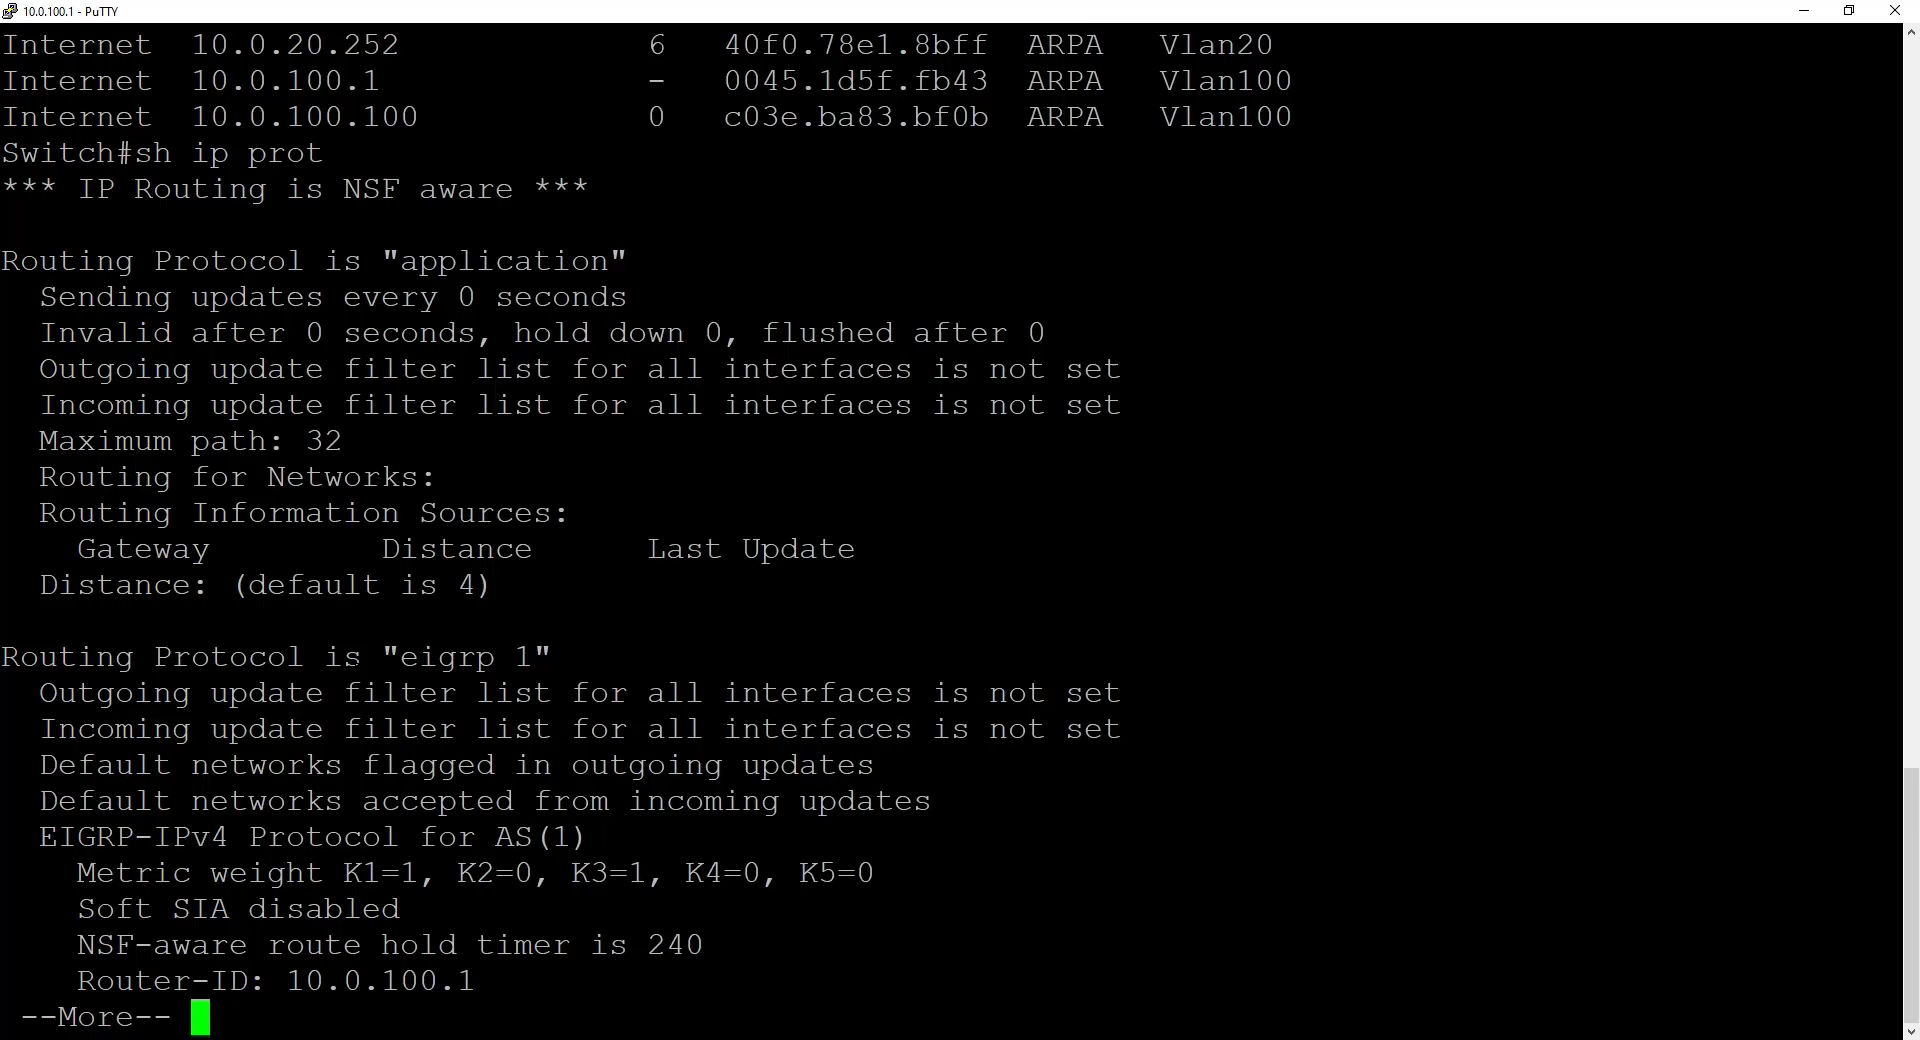 10.0.100.1 - PuTTY
Internet  10.0.20.252             6   40f0.78e1.8bff  ARPA   Vlan20
Internet  10.0.100.1              -   0045.1d5f.fb43  ARPA   Vlan100
Internet  10.0.100.100            0   c03e.ba83.bf0b  ARPA   Vlan100
Switch#sh ip prot
*** IP Routing is NSF aware ***
Routing Protocol is "application"
  Sending updates every 0 seconds
  Invalid after 0 seconds, hold down 0, flushed after 0
  Outgoing update filter list for all interfaces is not set
  Incoming update filter list for all interfaces is not set
  Maximum path: 32
  Routing for Networks:
  Routing Information Sources:
    Gateway         Distance      Last Update
  Distance: (default is 4)
Routing Protocol is "eigrp 1"
  Outgoing update filter list for all interfaces is not set
  Incoming update filter list for all interfaces is not set
  Default networks flagged in outgoing updates
  Default networks accepted from incoming updates
  EIGRP-IPv4 Protocol for AS(1)
    Metric weight K1=1, K2=0, K3=1, K4=0, K5=0
    Soft SIA disabled
    NSF-aware route hold timer is 240
    Router-ID: 10.0.100.1
 --More--